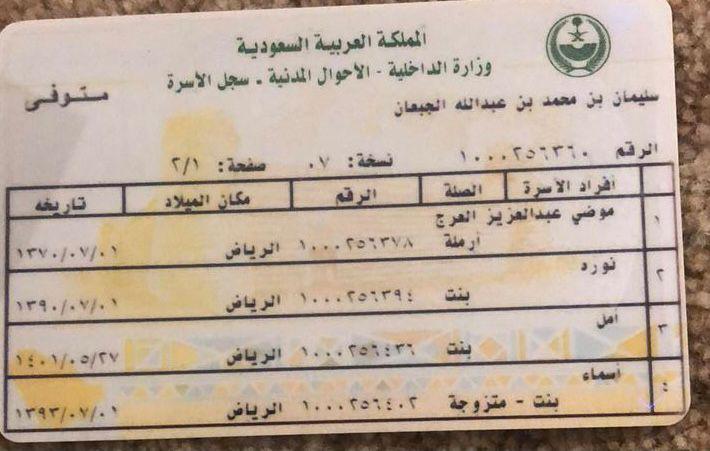 المملكة العربية السعودية
وزارة الداخلية - الأحوال المدنية - سجل الأسرة
متوفى
سليمان بن محمد بن عبدالله الجبعان
الرقم ١٠٠٠٢٥٦٣٦٠ نسخة: ٠٧ صفحة: ٢/١
أفراد الأسرة الصلة الرقم مكان الميلاد تاريخه
١ موضي عبدالعزيز العرج
أرملة ١٠٠٠٢٥٦٣٧٨ الرياض ١٣٧٠/٠٧/٠١
٢ نوره
بنت ١٠٠٠٢٥٦٣٩٤ الرياض ١٣٩٠/٠٧/٠١
٣ أمل
بنت ١٠٠٠٢٥٦٤٣٦ الرياض ١٤٠١/٠٥/٢٧
٤ أسماء
بنت - متزوجة ١٠٠٠٢٥٦٤٠٢ الرياض ١٣٩٣/٠٧/٠١